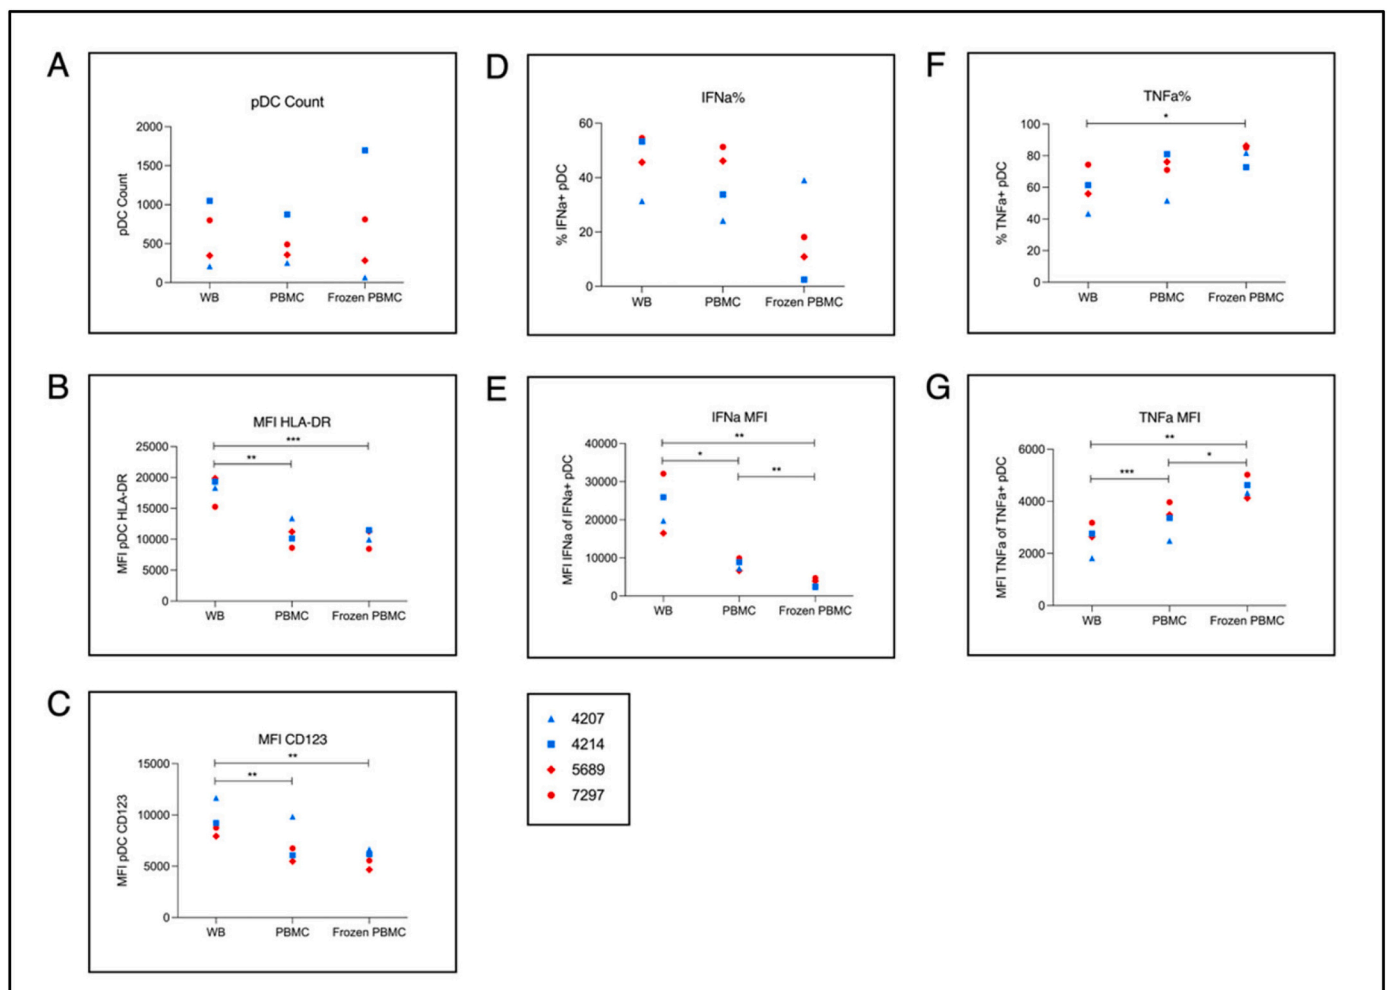 A
pDC Count
pDC Count
2000
1500
1000
500
0
WB PBMC Frozen PBMC
B
MFI HLA-DR
MFI pDC HLA-DR
***
**
25000
20000
15000
10000
5000
0
WB PBMC Frozen PBMC
C
MFI CD123
MFI pDC CD123
**
**
15000
10000
5000
0
WB PBMC Frozen PBMC
D
IFNa%
% IFNa+ pDC
60
40
20
0
WB PBMC Frozen PBMC
E
IFNa MFI
MFI IFNa of IFNa+ pDC
**
*
**
40000
30000
20000
10000
0
WB PBMC Frozen PBMC
4207
4214
5689
7297
F
TNFa%
% TNFa+ pDC
*
100
80
60
40
20
0
WB PBMC Frozen PBMC
G
TNFa MFI
MFI TNFa of TNFa+ pDC
**
*
***
6000
4000
2000
0
WB PBMC Frozen PBMC